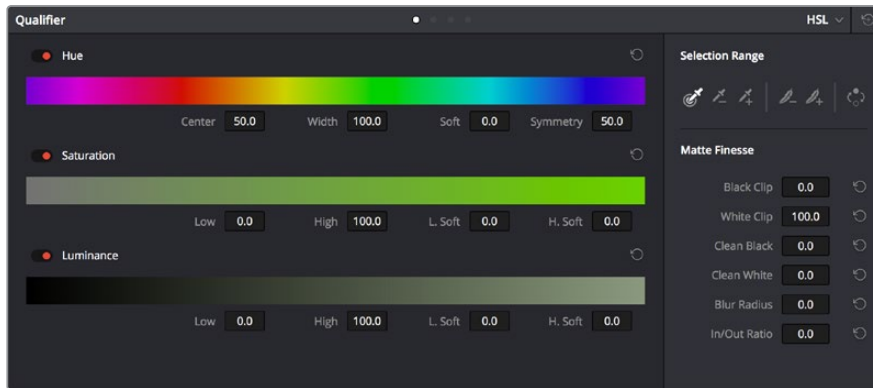 Qualifier
HSL
Hue
Center 50.0 Width 100.0 Soft 0.0 Symmetry 50.0
Saturation
Low 0.0 High 100.0 L. Soft 0.0 H. Soft 0.0
Luminance
Low 0.0 High 100.0 L. Soft 0.0 H. Soft 0.0
Selection Range
Matte Finesse
Black Clip 0.0
White Clip 100.0
Clean Black 0.0
Clean White 0.0
Blur Radius 0.0
In/Out Ratio 0.0